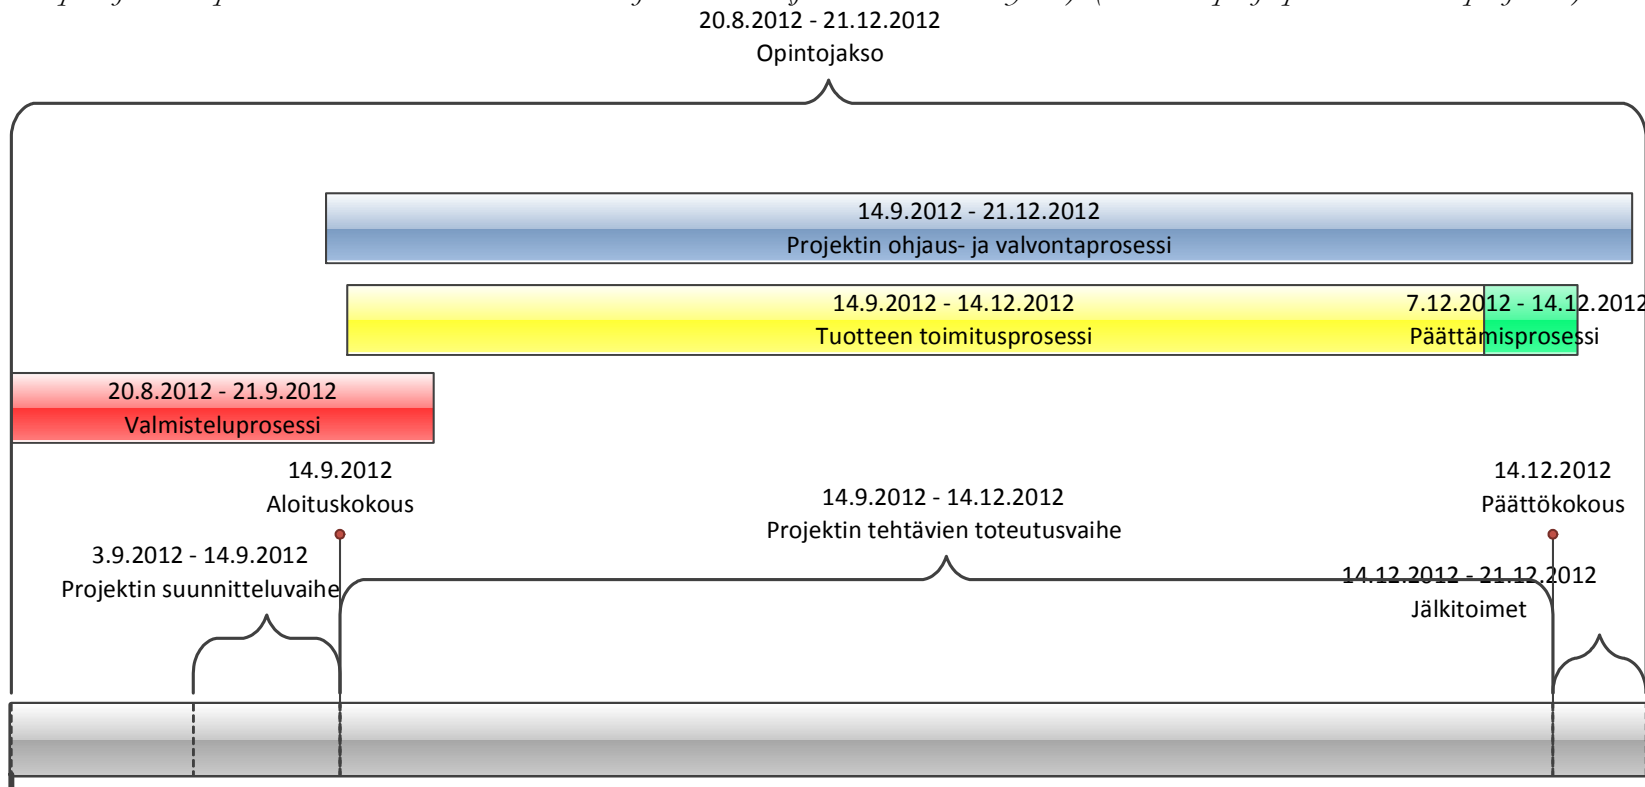 20.8.2012 - 21.12.2012
Opintojakso
14.9.2012 - 21.12.2012
Projektin ohjaus- ja valvontaprosessi
14.9.2012 - 14.12.2012
Tuotteen toimitusprosessi
7.12.2012 - 14.12.2012
Päättämisprosessi
20.8.2012 - 21.9.2012
Valmisteluprosessi
14.9.2012
Aloituskokous
14.9.2012 - 14.12.2012
Projektin tehtävien toteutusvaihe
14.12.2012
Päättökokous
3.9.2012 - 14.9.2012
Projektin suunnitteluvaihe
14.12.2012 - 21.12.2012
Jälkitoimet